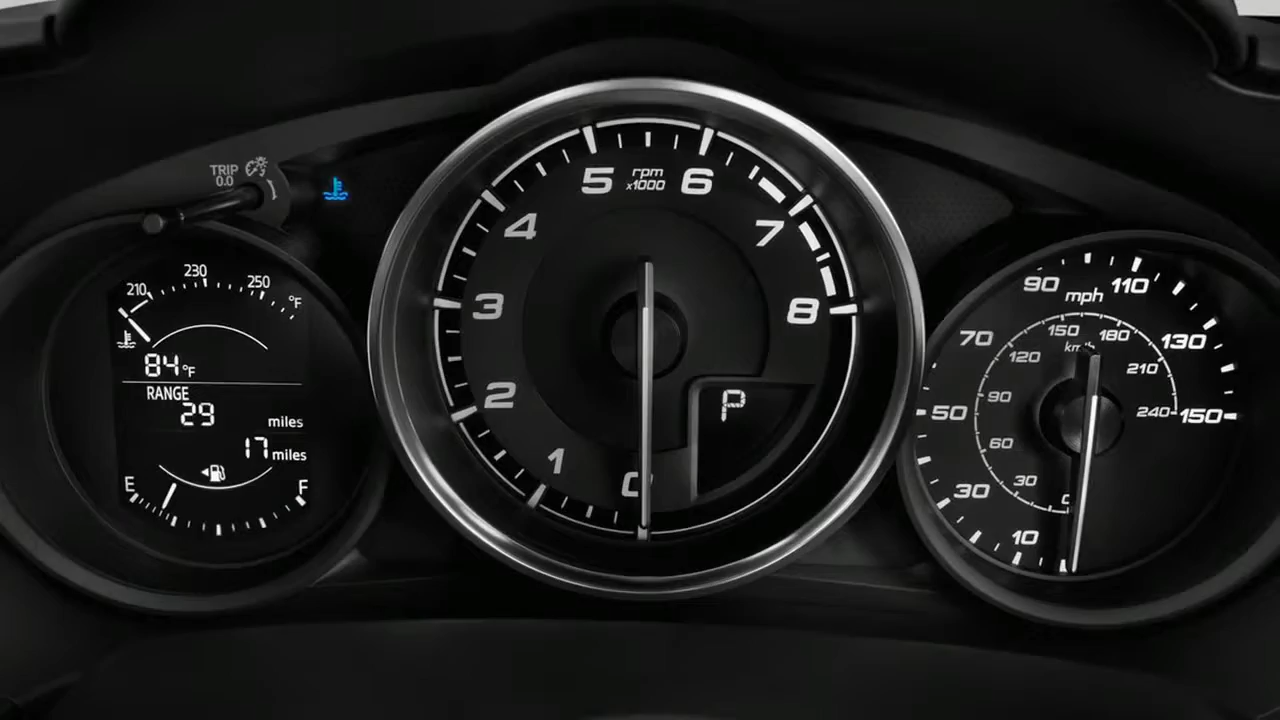 TRIP
0.0
210 230 250 °F
84°F
RANGE
29 miles
17 miles
E F
0 1 2 3 4 5 6 7 8
rpm
x1000
P
10 30 50 70 90 110 130 150
mph
0 30 60 90 120 150 180 210 240
km/h